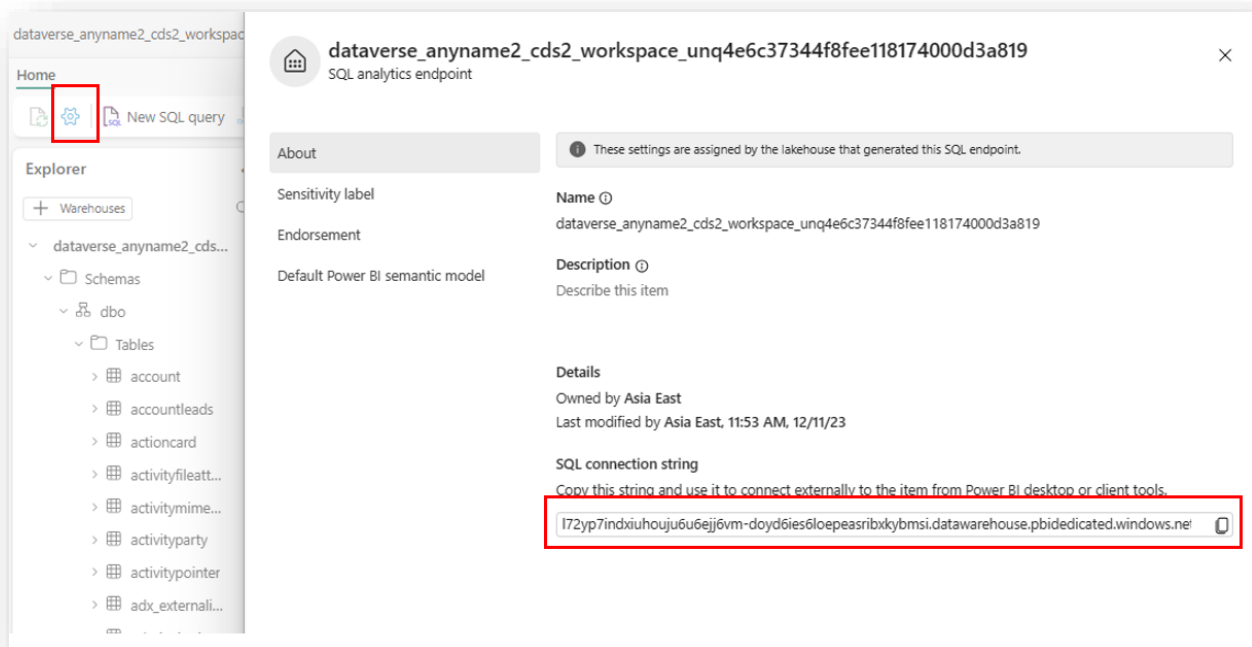 dataverse_anyname2_cds2_workspac
Home
New SQL query
Explorer
Warehouses
dataverse_anyname2_cds...
Schemas
dbo
Tables
account
accountleads
actioncard
activityfileatt...
activitymime...
activityparty
activitypointer
adx_externali...
dataverse_anyname2_cds2_workspace_unq4e6c37344f8fee118174000d3a819
SQL analytics endpoint
About
Sensitivity label
Endorsement
Default Power BI semantic model
These settings are assigned by the lakehouse that generated this SQL endpoint.
Name
dataverse_anyname2_cds2_workspace_unq4e6c37344f8fee118174000d3a819
Description
Describe this item
Details
Owned by Asia East
Last modified by Asia East, 11:53 AM, 12/11/23
SQL connection string
Copy this string and use it to connect externally to the item from Power BI desktop or client tools.
l72yp7indxiuhouju6u6ejj6vm-doyd6ies6loepeasribxkybmsi.datawarehouse.pbidedicated.windows.net